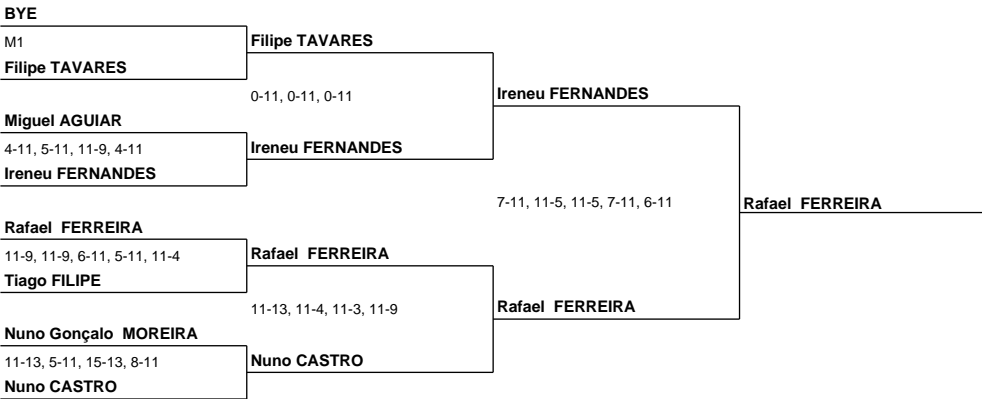 BYE
M1
Filipe TAVARES
Filipe TAVARES
0-11, 0-11, 0-11
Ireneu FERNANDES
Miguel AGUIAR
4-11, 5-11, 11-9, 4-11
Ireneu FERNANDES
Ireneu FERNANDES
7-11, 11-5, 11-5, 7-11, 6-11
Rafael FERREIRA
Rafael FERREIRA
11-9, 11-9, 6-11, 5-11, 11-4
Rafael FERREIRA
Tiago FILIPE
11-13, 11-4, 11-3, 11-9
Rafael FERREIRA
Nuno Gonçalo MOREIRA
11-13, 5-11, 15-13, 8-11
Nuno CASTRO
Nuno CASTRO